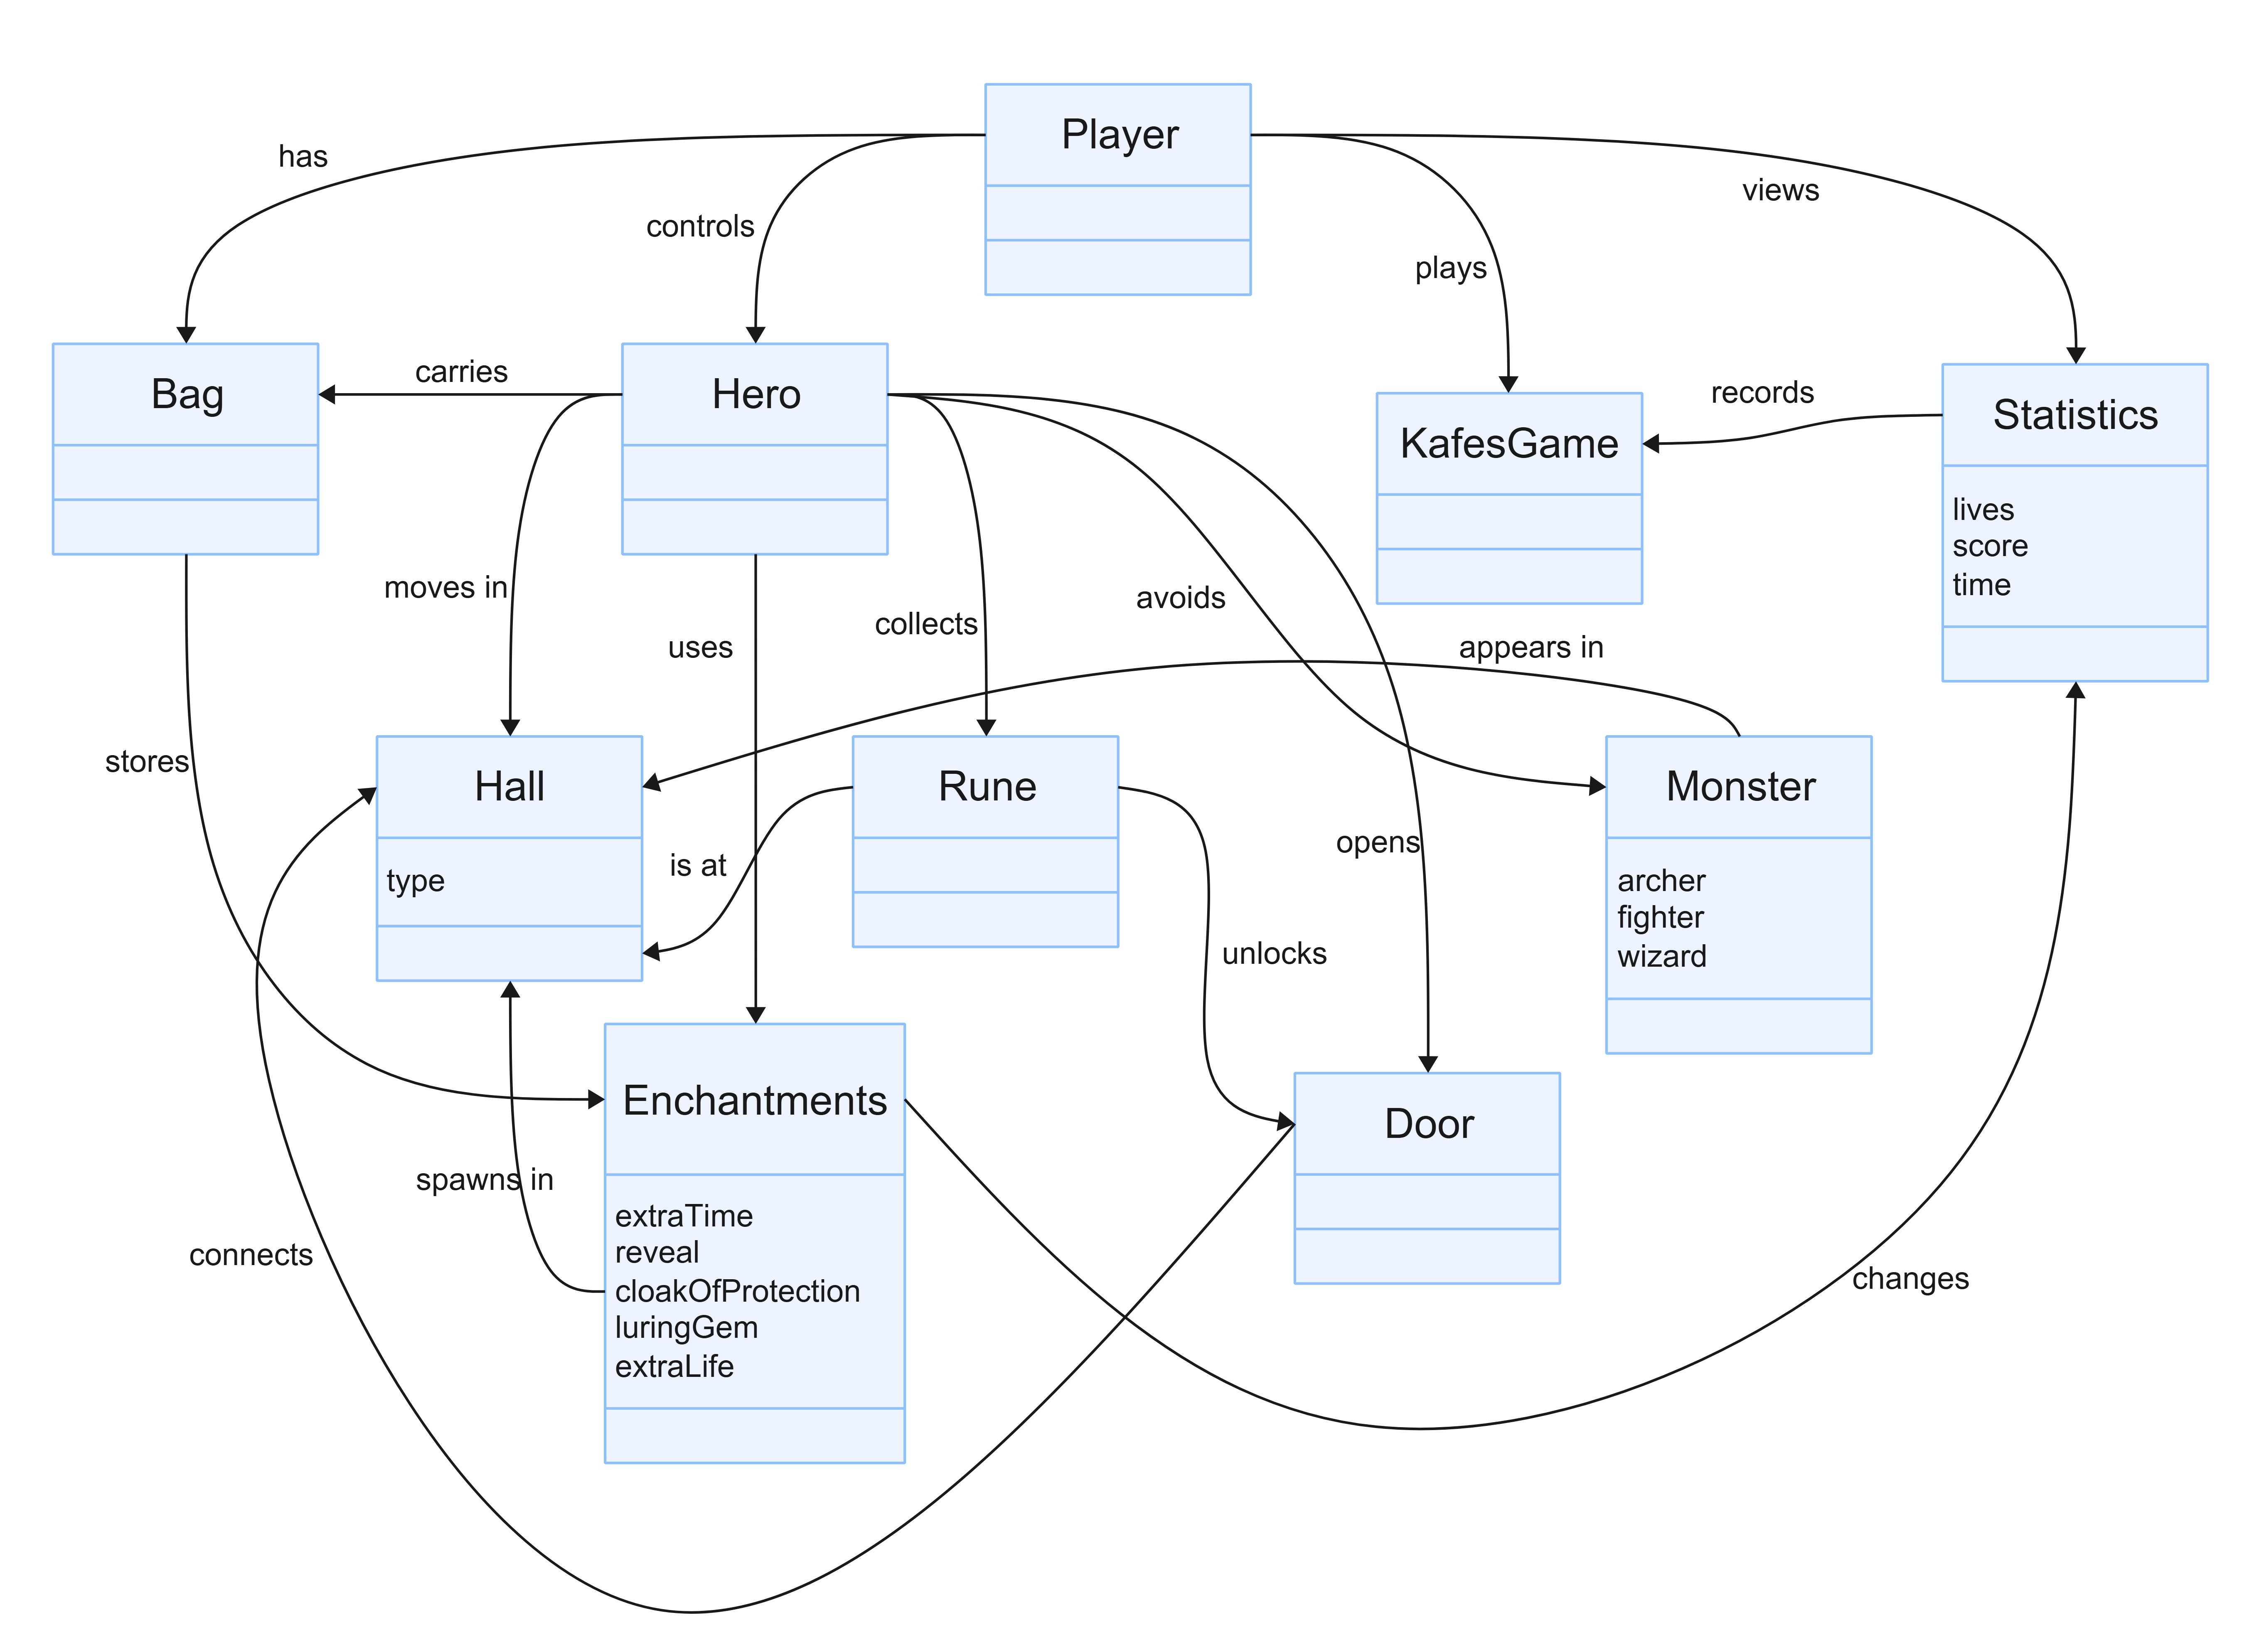 Player
has
controls
plays
views
Bag
carries
Hero
KafesGame
records
Statistics
lives
score
time
moves in
uses
collects
avoids
appears in
stores
Hall
type
is at
Rune
unlocks
opens
Monster
archer
fighter
wizard
spawns in
connects
Enchantments
extraTime
reveal
cloakOfProtection
luringGem
extraLife
Door
changes